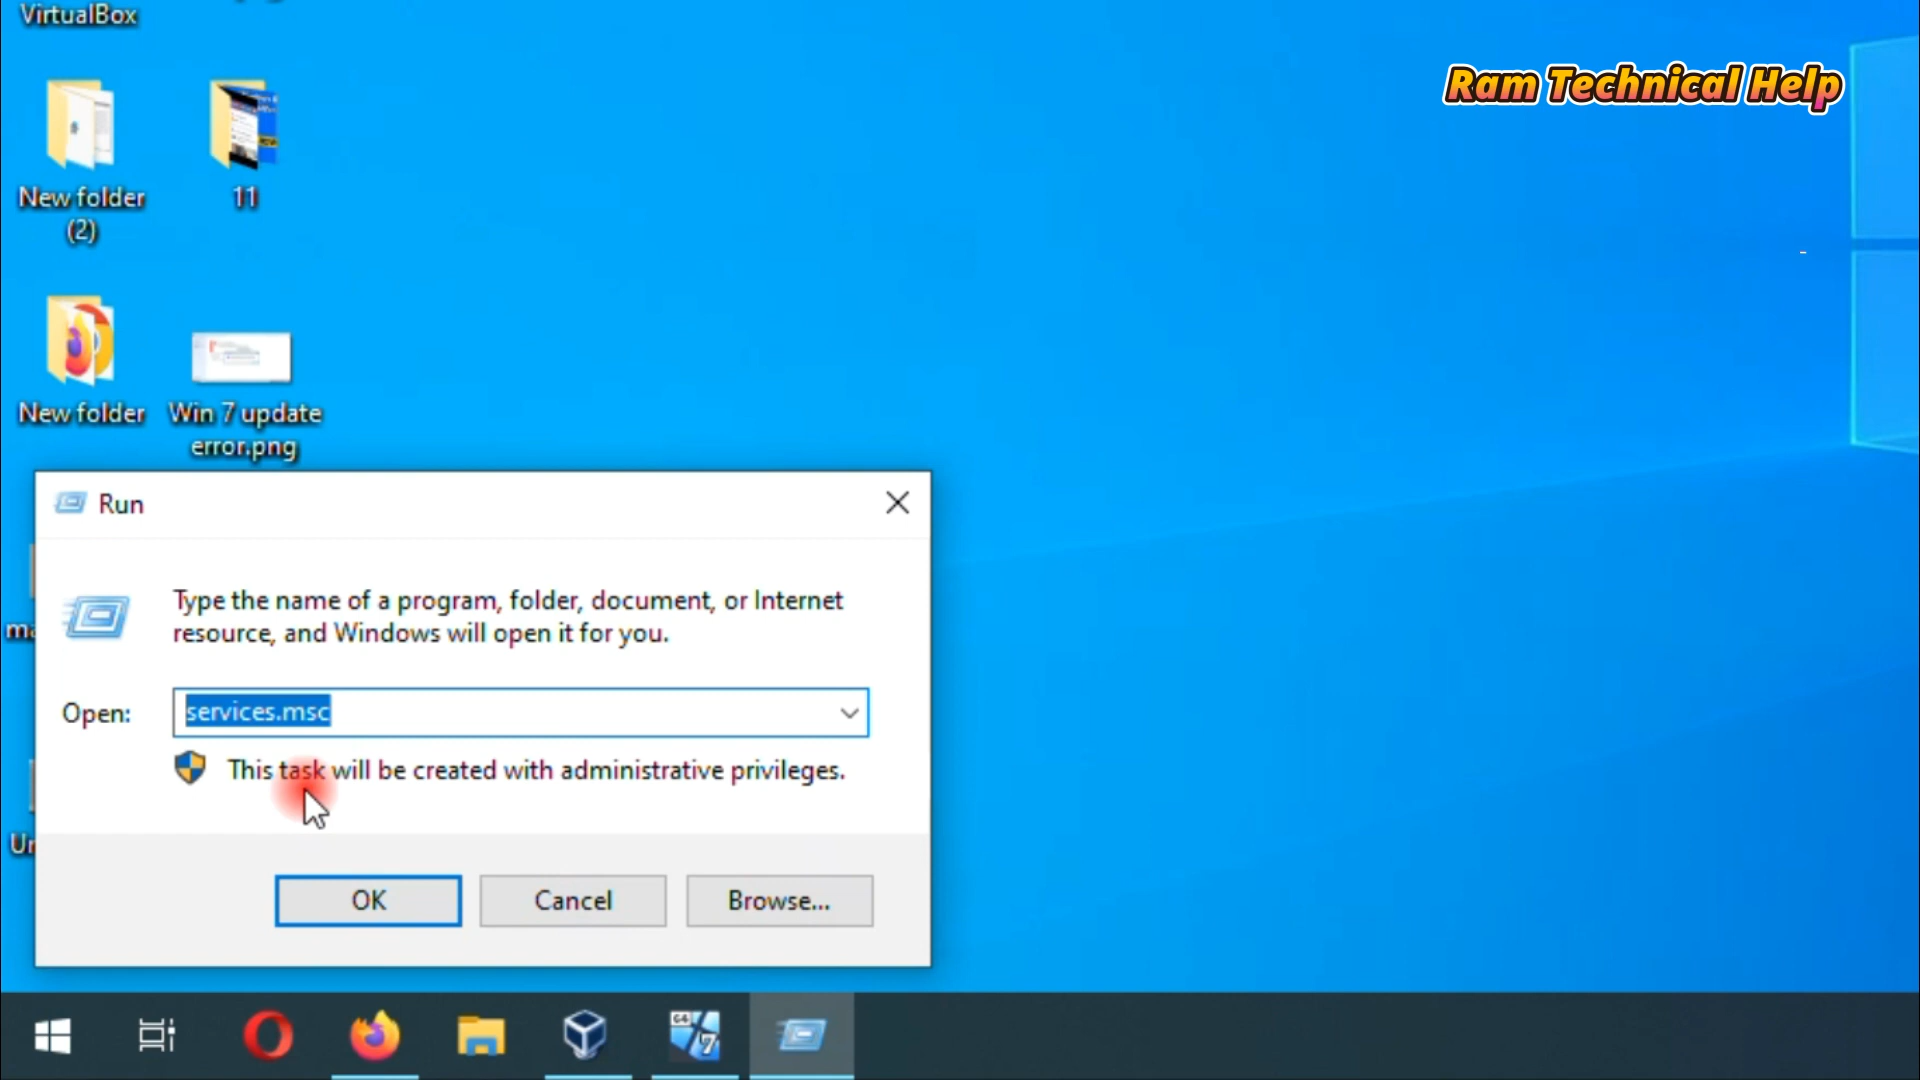 VirtualBox
Ram Technical Help
New folder
(2)
11
New folder
Win 7 update
error.png
Run
Type the name of a program, folder, document, or Internet
resource, and Windows will open it for you.
Open:
services.msc
This task will be created with administrative privileges.
OK
Cancel
Browse...
64
7